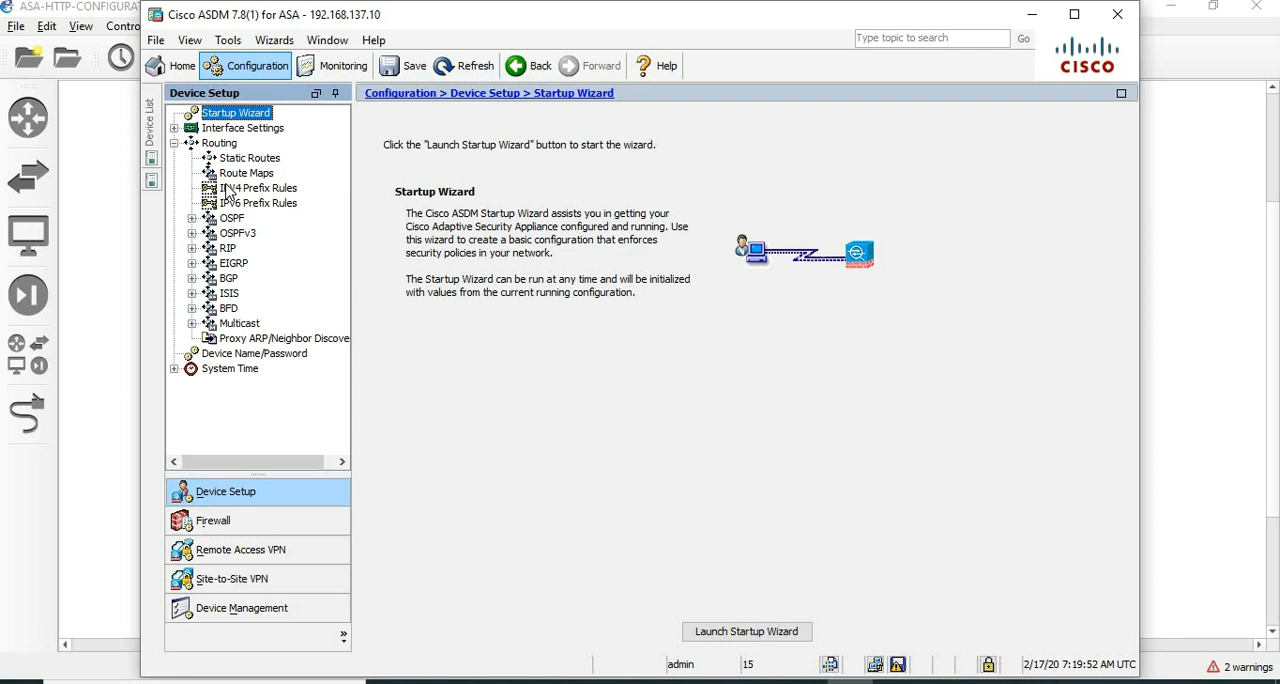 ASA-HTTP-CONFIGURAT
Cisco ASDM 7.8(1) for ASA - 192.168.137.10
File Edit View Contro
File View Tools Wizards Window Help
Type topic to search
Go
CISCO
Home Configuration Monitoring Save Refresh Back Forward Help
Device List
Device Setup
Configuration > Device Setup > Startup Wizard
Startup Wizard
Interface Settings
Routing
Static Routes
Route Maps
IPv4 Prefix Rules
IPv6 Prefix Rules
OSPF
OSPFv3
RIP
EIGRP
BGP
ISIS
BFD
Multicast
Proxy ARP/Neighbor Discove
Device Name/Password
System Time
Device Setup
Firewall
Remote Access VPN
Site-to-Site VPN
Device Management
Click the "Launch Startup Wizard" button to start the wizard.
Startup Wizard
The Cisco ASDM Startup Wizard assists you in getting your
Cisco Adaptive Security Appliance configured and running. Use
this wizard to create a basic configuration that enforces
security policies in your network.
The Startup Wizard can be run at any time and will be initialized
with values from the current running configuration.
Launch Startup Wizard
admin
15
2/17/20 7:19:52 AM UTC
2 warnings